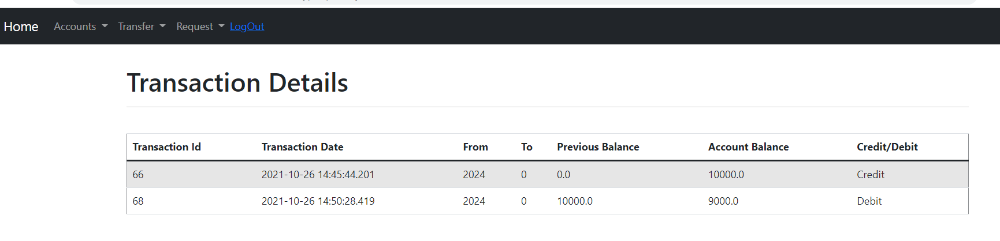 Home Accounts Transfer Request LogOut
Transaction Details
Transaction Id Transaction Date From To Previous Balance Account Balance Credit/Debit
66 2021-10-26 14:45:44.201 2024 0 0.0 10000.0 Credit
68 2021-10-26 14:50:28.419 2024 0 10000.0 9000.0 Debit